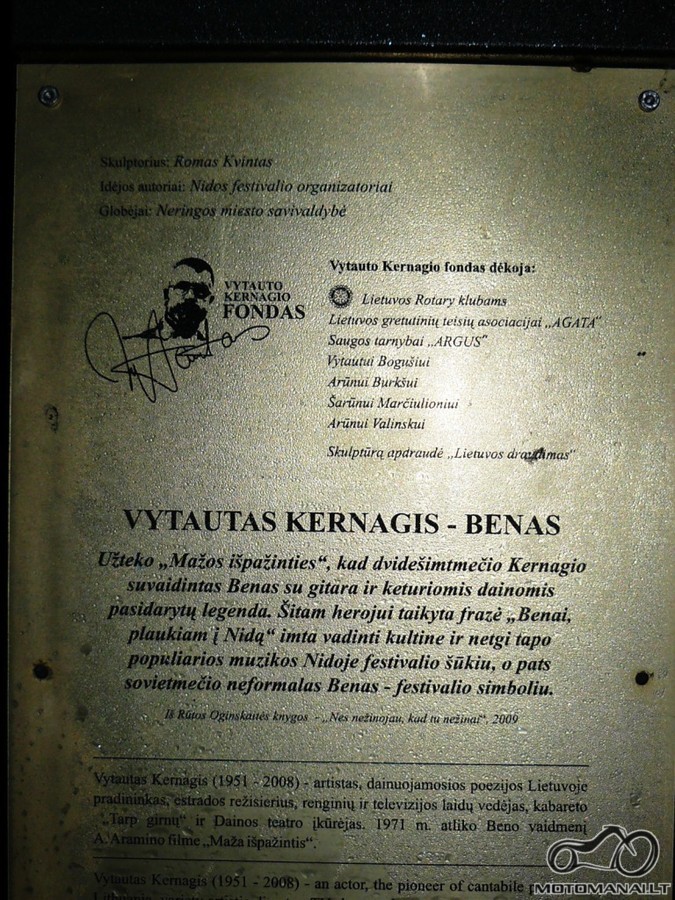 Skulptorius: Romas Kvintas
Idėjos autoriai: Nidos festivalio organizatoriai
Globėjai: Neringos miesto savivaldybė
VYTAUTO
KERNAGIO
FONDAS
Vytauto Kernagio fondas dėkoja:
Lietuvos Rotary klubams
Lietuvos gretutinių teisių asociacijai „AGATA"
Saugos tarnybai „ARGUS"
Vytautui Bogušiui
Arūnui Burkšui
Šarūnui Marčiulioniui
Arūnui Valinskui
Skulptūrą apdraudė „Lietuvos draudimas"
VYTAUTAS KERNAGIS - BENAS
Užteko „Mažos išpažinties“, kad dvidešimtmečio Kernagio
suvaidintas Benas su gitara ir keturiomis dainomis
pasidarytų legenda. Šitam herojui taikyta frazė „Benai,
plaukiam į Nidą“ imta vadinti kultine ir netgi tapo
populiarios muzikos Nidoje festivalio šūkiu, o pats
sovietmečio neformalas Benas - festivalio simboliu.
Iš Rūtos Oginskaitės knygos - „Nes nežinojau, kad tu nežinai“, 2009
Vytautas Kernagis (1951 - 2008) - artistas, dainuojamosios poezijos Lietuvoje
pradininkas, estrados režisierius, renginių ir televizijos laidų vedėjas, kabareto
„Tarp girnų“ ir Dainos teatro įkūrėjas. 1971 m. atliko Beno vaidmenį
A. Aramino filme „Maža išpažintis“.
Vytautas Kernagis (1951 - 2008) - an actor, the pioneer of cantabile
MOTOMANAI.LT